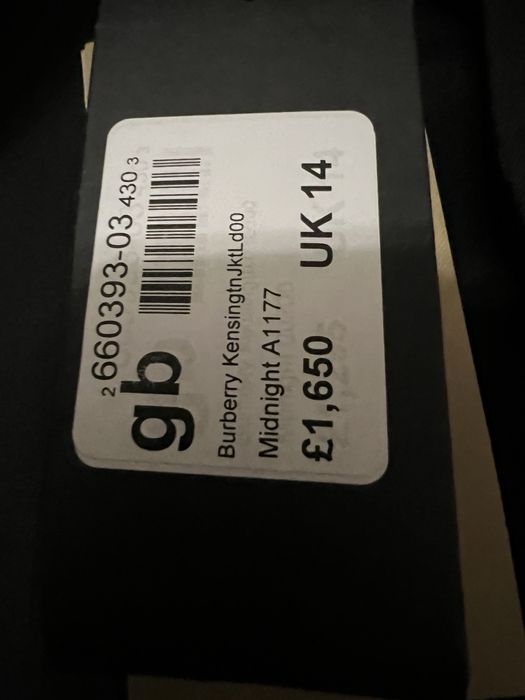 2 660393-03 430 3
gb
Burberry KensingtnJktLd00
Midnight A1177
£1,650 UK 14